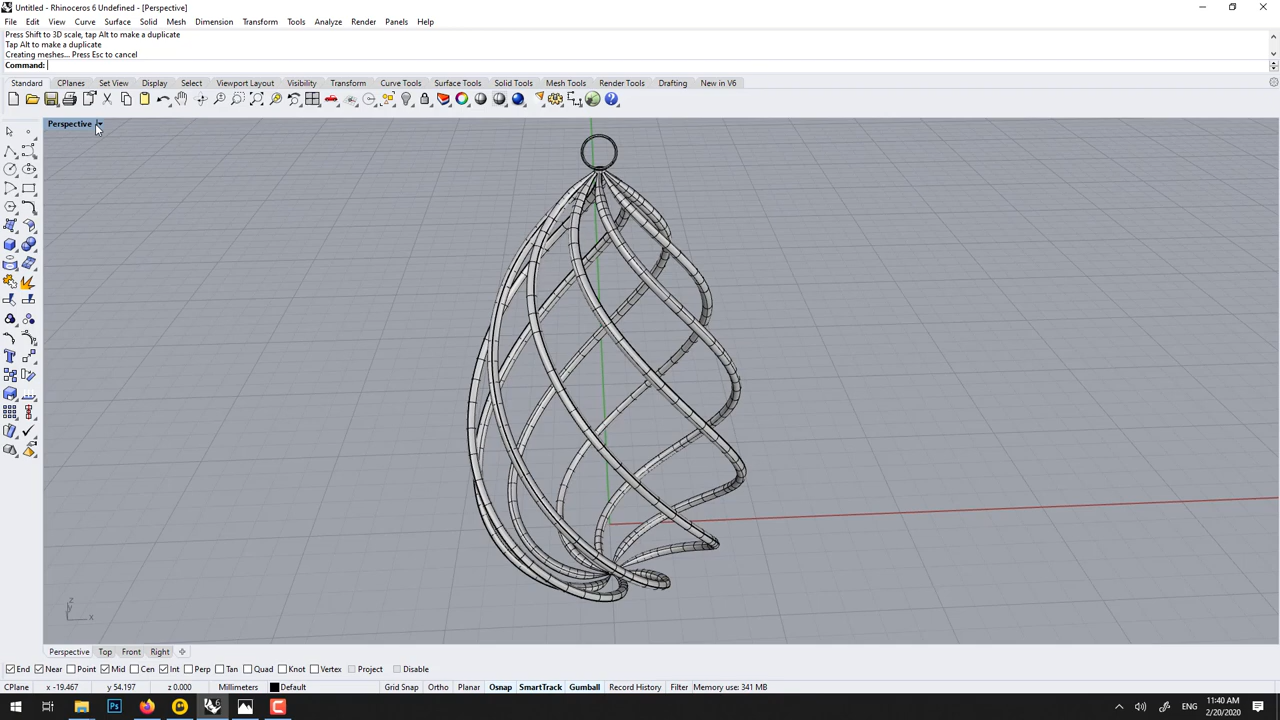 Untitled - Rhinoceros 6 Undefined - [Perspective]
File Edit View Curve Surface Solid Mesh Dimension Transform Tools Analyze Render Panels Help
Press Shift to 3D scale, tap Alt to make a duplicate
Tap Alt to make a duplicate
Creating meshes... Press Esc to cancel
Command:
Standard CPlanes Set View Display Select Viewport Layout Visibility Transform Curve Tools Surface Tools Solid Tools Mesh Tools Render Tools Drafting New in V6
Perspective
z
y
x
Perspective Top Front Right
End Near Point Mid Cen Int Perp Tan Quad Knot Vertex Project Disable
CPlane x -19.467 y 54.197 z 0.000 Millimeters Default Grid Snap Ortho Planar Osnap SmartTrack Gumball Record History Filter Memory use: 341 MB
Ps
11:40 AM
2/20/2020